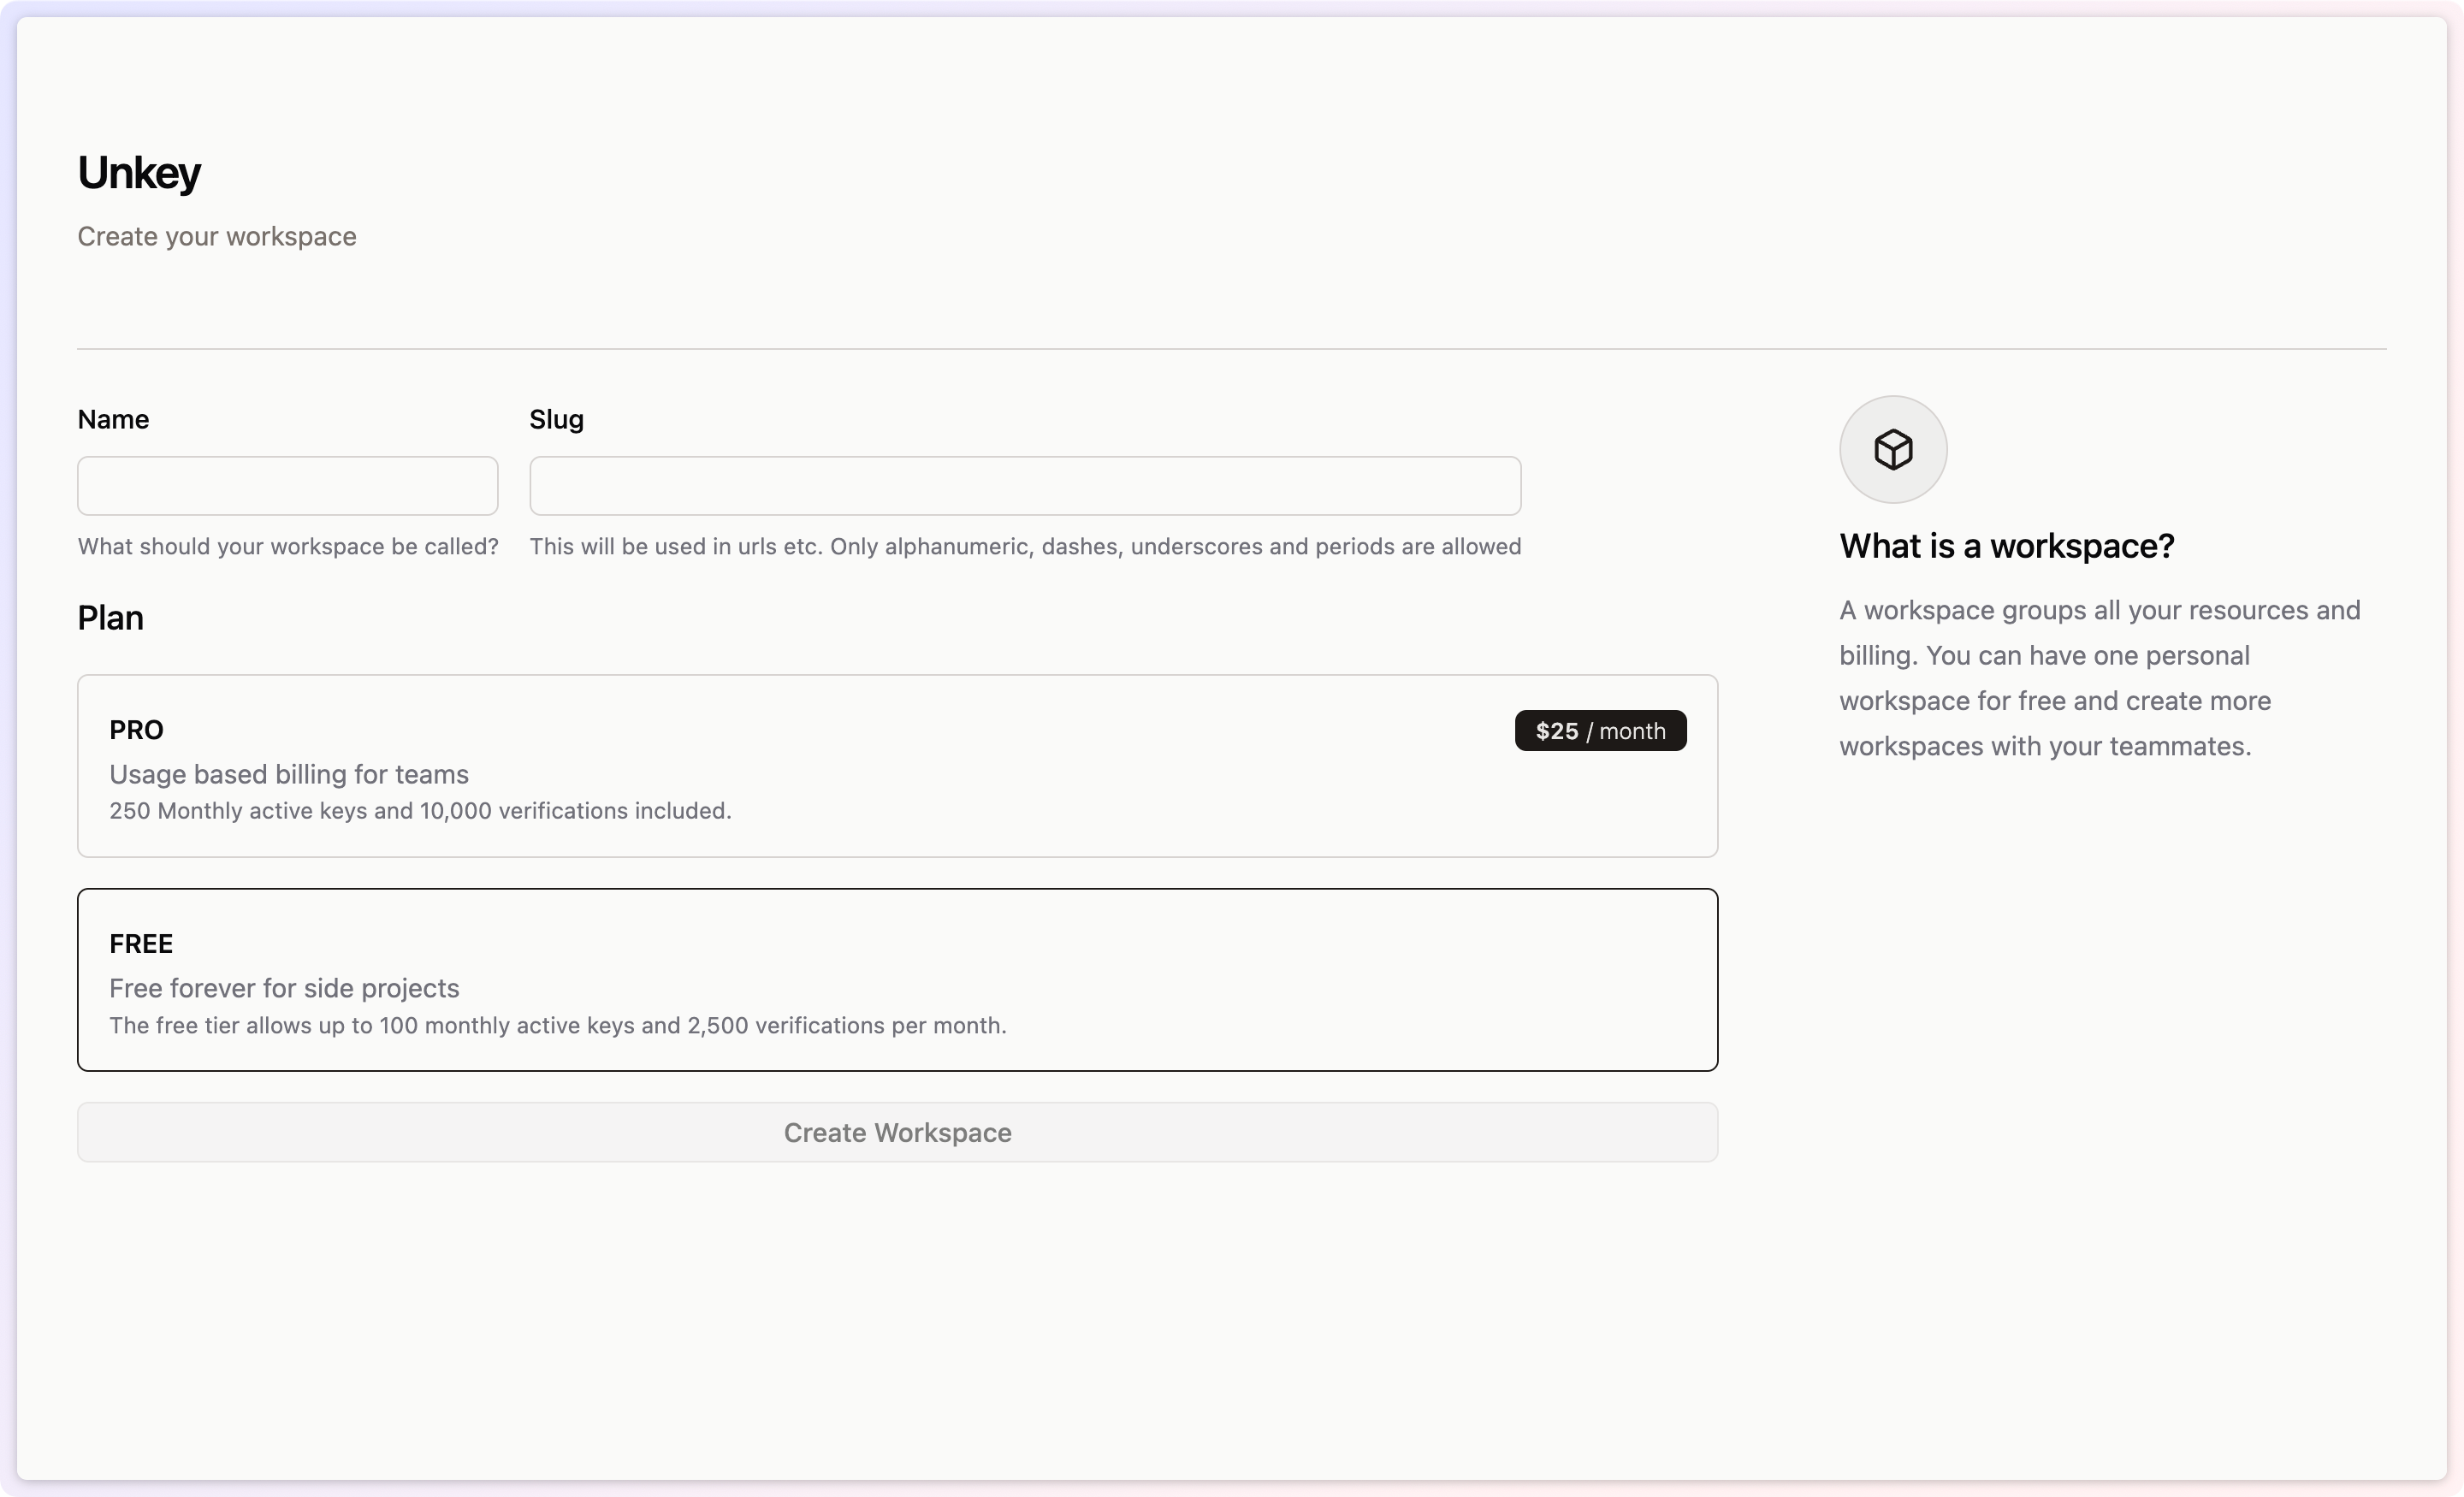 Unkey
Create your workspace
Name
What should your workspace be called?
Slug
This will be used in urls etc. Only alphanumeric, dashes, underscores and periods are allowed
Plan
PRO
$25 / month
Usage based billing for teams
250 Monthly active keys and 10,000 verifications included.
FREE
Free forever for side projects
The free tier allows up to 100 monthly active keys and 2,500 verifications per month.
Create Workspace
What is a workspace?
A workspace groups all your resources and
billing. You can have one personal
workspace for free and create more
workspaces with your teammates.